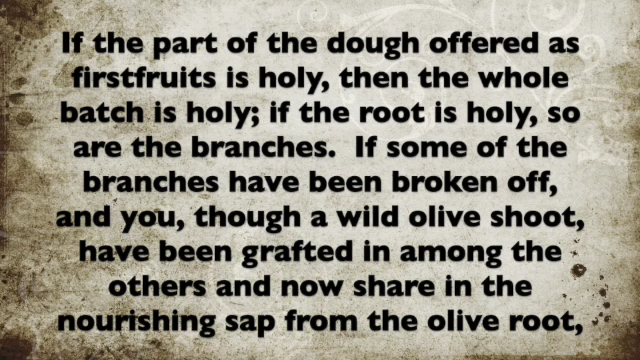 If the part of the dough offered as
firstfruits is holy, then the whole
batch is holy; if the root is holy, so
are the branches.  If some of the
branches have been broken off,
and you, though a wild olive shoot,
have been grafted in among the
others and now share in the
nourishing sap from the olive root,